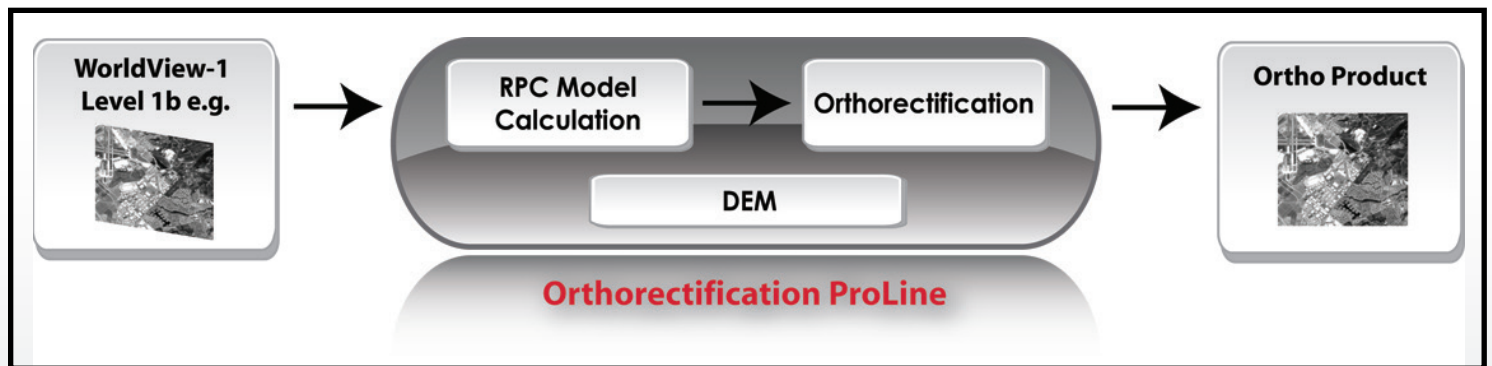 WorldView-1
Level 1b e.g.
RPC Model
Calculation
Orthorectification
DEM
Ortho Product
Orthorectification ProLine